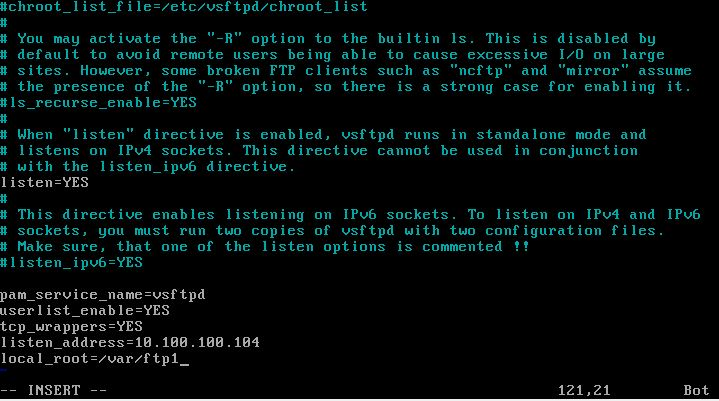 #chroot_list_file=/etc/vsftpd/chroot_list
#
# You may activate the "-R" option to the builtin ls. This is disabled by
# default to avoid remote users being able to cause excessive I/O on large
# sites. However, some broken FTP clients such as "ncftp" and "mirror" assume
# the presence of the "-R" option, so there is a strong case for enabling it.
#ls_recurse_enable=YES
#
# When "listen" directive is enabled, vsftpd runs in standalone mode and
# listens on IPv4 sockets. This directive cannot be used in conjunction
# with the listen_ipv6 directive.
listen=YES
#
# This directive enables listening on IPv6 sockets. To listen on IPv4 and IPv6
# sockets, you must run two copies of vsftpd with two configuration files.
# Make sure, that one of the listen options is commented !!
#listen_ipv6=YES
pam_service_name=vsftpd
userlist_enable=YES
tcp_wrappers=YES
listen_address=10.100.100.104
local_root=/var/ftp1_
~
-- INSERT -- 121,21 Bot